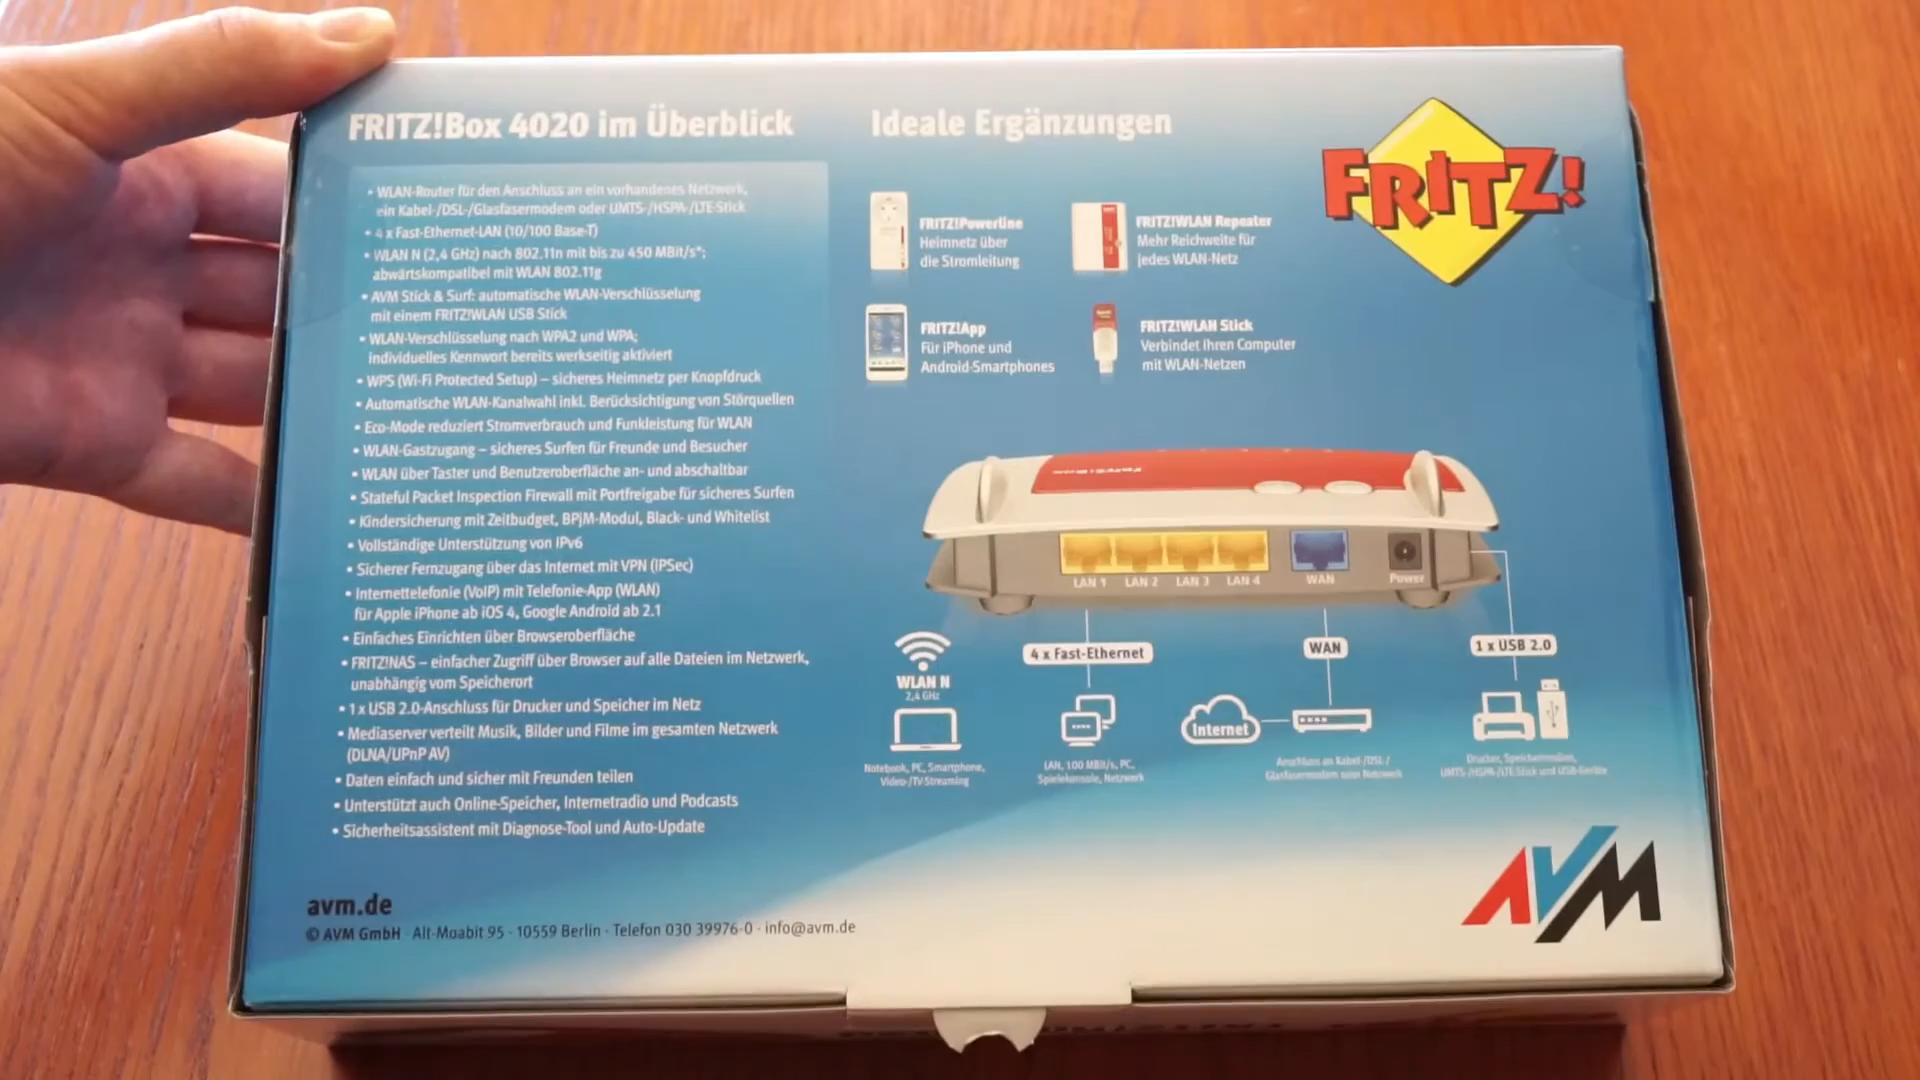 FRITZ!Box 4020 im Überblick
• WLAN-Router für den Anschluss an ein vorhandenes Netzwerk,
ein Kabel-/DSL-/Glasfasermodem oder UMTS-/HSPA-/LTE-Stick
• 4 x Fast-Ethernet-LAN (10/100 Base-T)
• WLAN N (2,4 GHz) nach 802.11n mit bis zu 450 MBit/s*;
abwärtskompatibel mit WLAN 802.11g
• AVM Stick & Surf: automatische WLAN-Verschlüsselung
mit einem FRITZ!WLAN USB Stick
• WLAN-Verschlüsselung nach WPA2 und WPA;
individuelles Kennwort bereits werkseitig aktiviert
• WPS (Wi-Fi Protected Setup) – sicheres Heimnetz per Knopfdruck
• Automatische WLAN-Kanalwahl inkl. Berücksichtigung von Störquellen
• Eco-Mode reduziert Stromverbrauch und Funkleistung für WLAN
• WLAN-Gastzugang – sicheres Surfen für Freunde und Besucher
• WLAN über Taster und Benutzeroberfläche an- und abschaltbar
• Stateful Packet Inspection Firewall mit Portfreigabe für sicheres Surfen
• Kindersicherung mit Zeitbudget, BPjM-Modul, Black- und Whitelist
• Vollständige Unterstützung von IPv6
• Sicherer Fernzugang über das Internet mit VPN (IPSec)
• Internettelefonie (VoIP) mit Telefonie-App (WLAN)
für Apple iPhone ab iOS 4, Google Android ab 2.1
• Einfaches Einrichten über Browseroberfläche
• FRITZ!NAS – einfacher Zugriff über Browser auf alle Dateien im Netzwerk,
unabhängig vom Speicherort
• 1 x USB 2.0-Anschluss für Drucker und Speicher im Netz
• Mediaserver verteilt Musik, Bilder und Filme im gesamten Netzwerk
(DLNA/UPnP AV)
• Daten einfach und sicher mit Freunden teilen
• Unterstützt auch Online-Speicher, Internetradio und Podcasts
• Sicherheitsassistent mit Diagnose-Tool und Auto-Update
avm.de
© AVM GmbH · Alt-Moabit 95 · 10559 Berlin · Telefon 030 39976-0 · info@avm.de
Ideale Ergänzungen
FRITZ!Powerline
Heimnetz über
die Stromleitung
FRITZ!WLAN Repeater
Mehr Reichweite für
jedes WLAN-Netz
FRITZ!App
Für iPhone und
Android-Smartphones
FRITZ!WLAN Stick
Verbindet Ihren Computer
mit WLAN-Netzen
FRITZ!
LAN 1 LAN 2 LAN 3 LAN 4 WAN Power
WLAN N
2,4 GHz
Notebook, PC, Smartphone,
Video-/TV-Streaming
4 x Fast-Ethernet
LAN, 100 MBit/s, PC,
Spielekonsole, Netzwerk
WAN
Internet
Anschluss an Kabel-/DSL-/
Glasfasermodem oder Netzwerk
1 x USB 2.0
Drucker, Speichermedien,
UMTS-/HSPA-/LTE-Stick und USB-Geräte
AVM